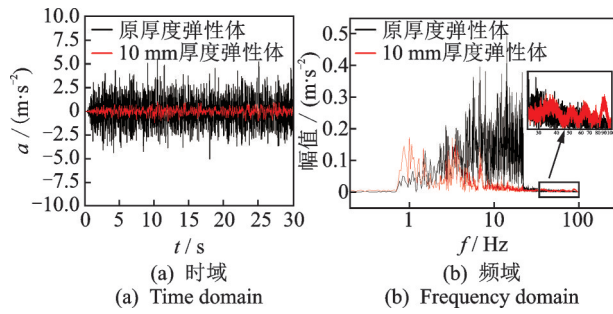 10.0
7.5
5.0
2.5
0
−2.5
−5.0
−7.5
−10.0
a / (m·s⁻²)
原厚度弹性体
10 mm厚度弹性体
0 5 10 15 20 25 30
t / s
(a) 时域
(a) Time domain
0.5
0.4
0.3
0.2
0.1
0
幅值 / (m·s⁻²)
原厚度弹性体
10 mm厚度弹性体
1 10 100
f / Hz
(b) 频域
(b) Frequency domain